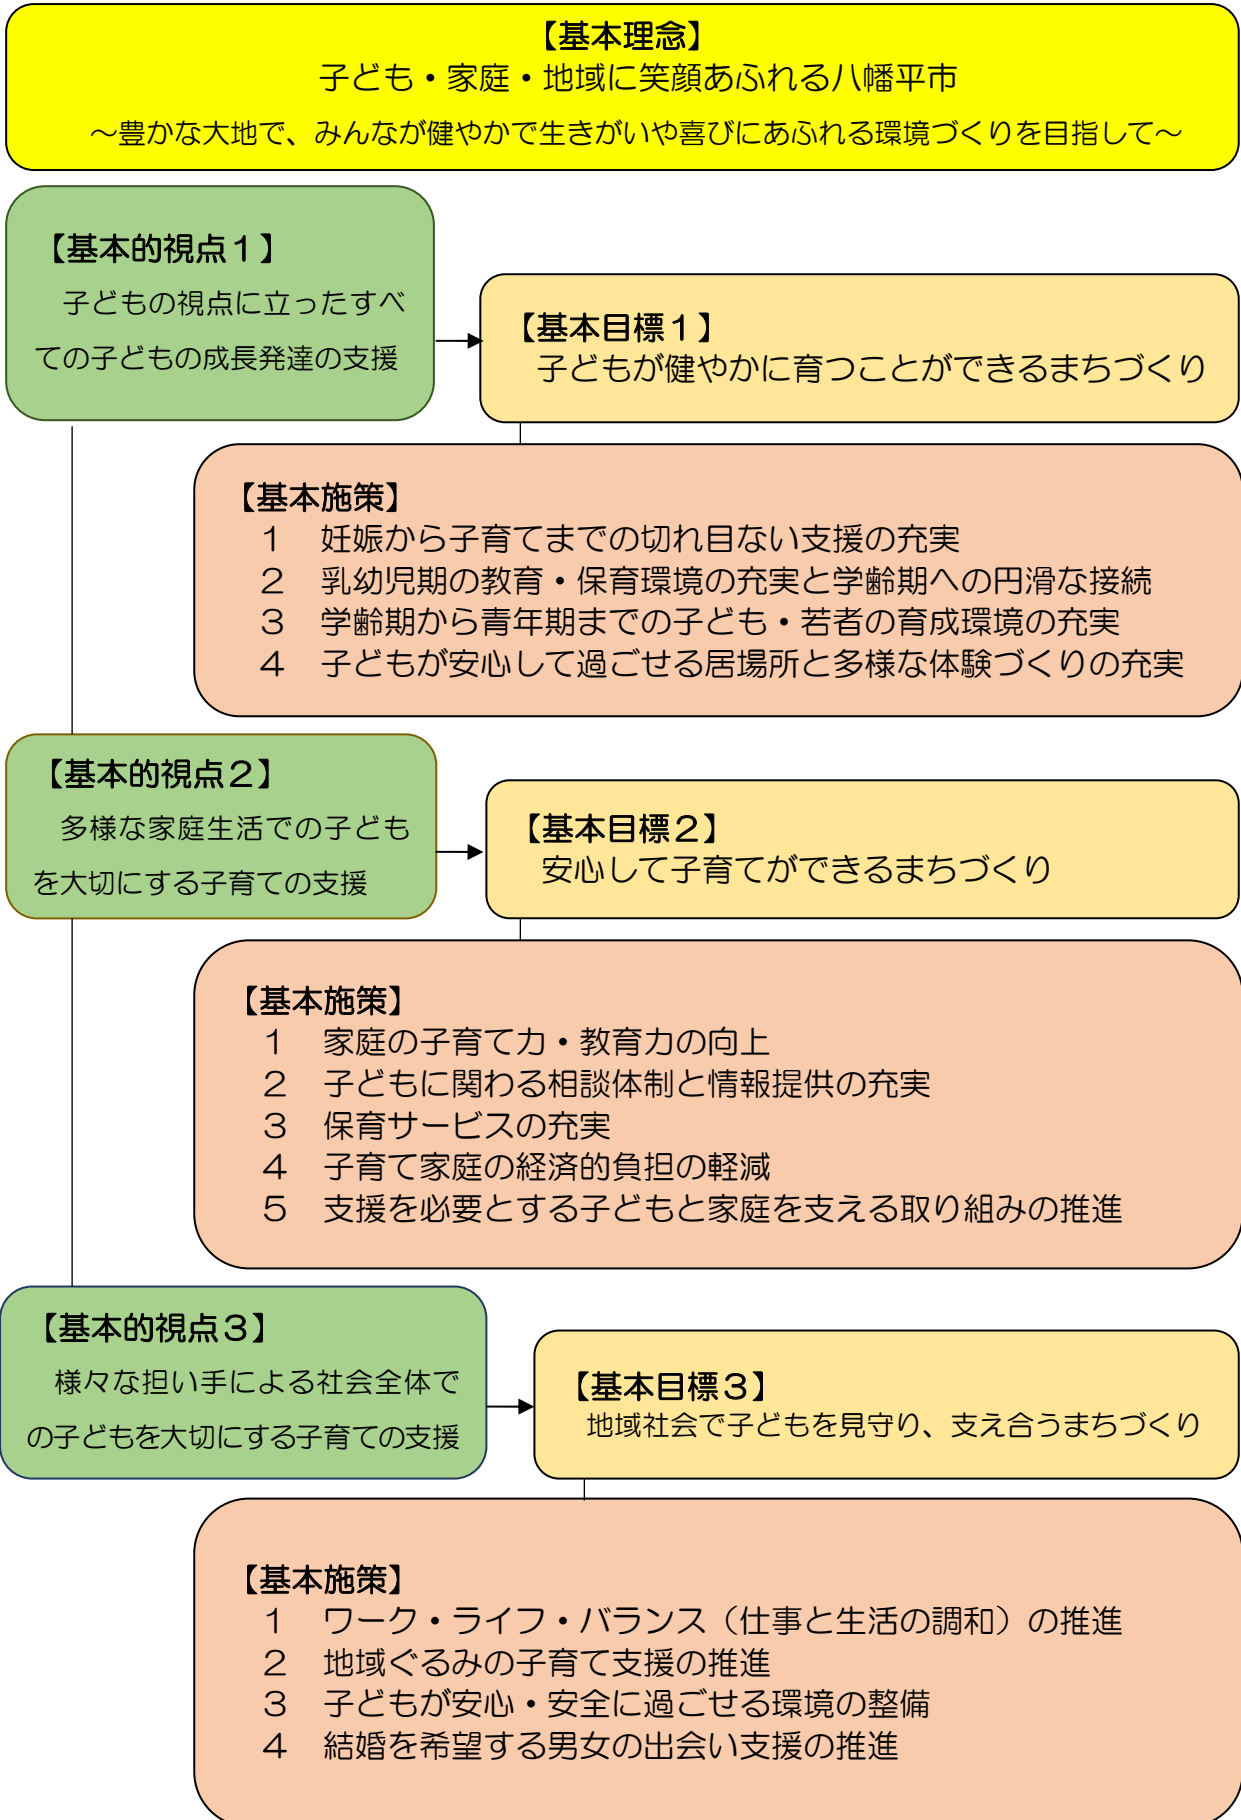 【基本理念】
子ども・家庭・地域に笑顔あふれる八幡平市
～豊かな大地で、みんなが健やかで生きがいや喜びにあふれる環境づくりを目指して～
【基本的視点１】
子どもの視点に立ったすべ
ての子どもの成長発達の支援
【基本目標１】
子どもが健やかに育つことができるまちづくり
【基本施策】
１　妊娠から子育てまでの切れ目ない支援の充実
２　乳幼児期の教育・保育環境の充実と学齢期への円滑な接続
３　学齢期から青年期までの子ども・若者の育成環境の充実
４　子どもが安心して過ごせる居場所と多様な体験づくりの充実
【基本的視点２】
多様な家庭生活での子ども
を大切にする子育ての支援
【基本目標２】
安心して子育てができるまちづくり
【基本施策】
１　家庭の子育て力・教育力の向上
２　子どもに関わる相談体制と情報提供の充実
３　保育サービスの充実
４　子育て家庭の経済的負担の軽減
５　支援を必要とする子どもと家庭を支える取り組みの推進
【基本的視点３】
様々な担い手による社会全体で
の子どもを大切にする子育ての支援
【基本目標３】
地域社会で子どもを見守り、支え合うまちづくり
【基本施策】
１　ワーク・ライフ・バランス（仕事と生活の調和）の推進
２　地域ぐるみの子育て支援の推進
３　子どもが安心・安全に過ごせる環境の整備
４　結婚を希望する男女の出会い支援の推進